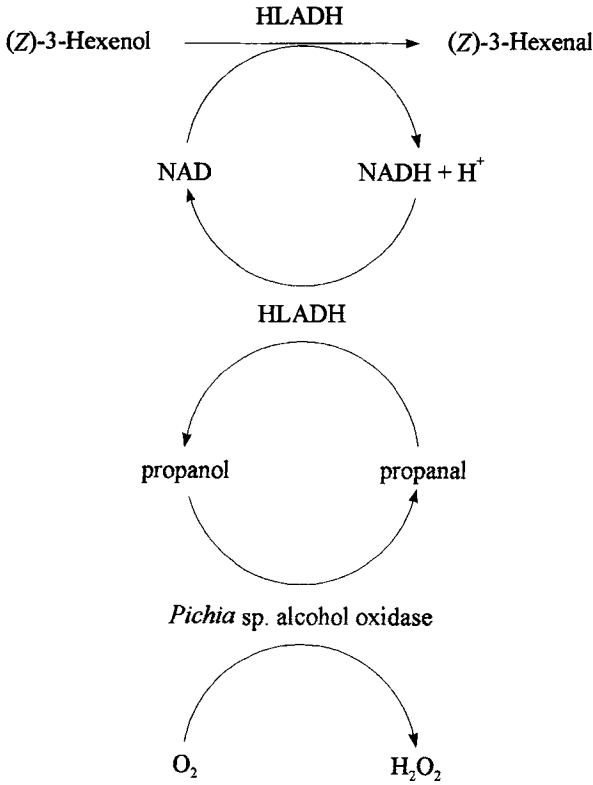 HLADH
(Z)-3-Hexenol (Z)-3-Hexenal
NAD NADH + H⁺
HLADH
propanol propanal
Pichia sp. alcohol oxidase
O₂ H₂O₂